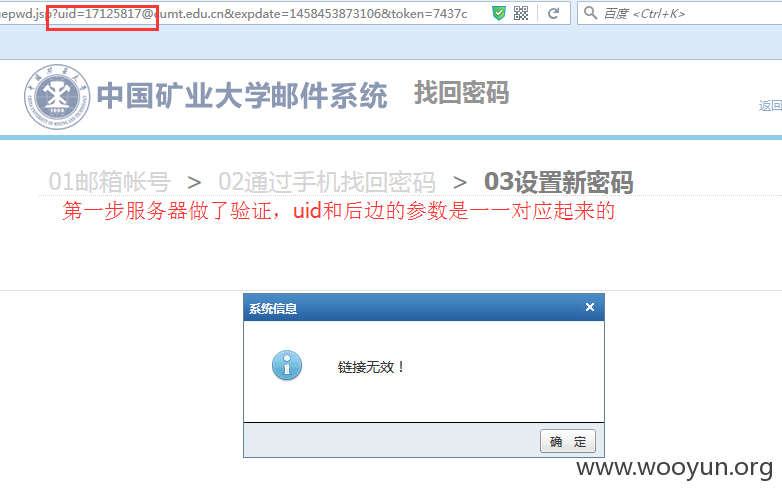 epwd.jsp?uid=17125817@cumt.edu.cn&expdate=1458453873106&token=7437c
百度 <Ctrl+K>
中国矿业大学邮件系统 找回密码
返回
01邮箱帐号 > 02通过手机找回密码 > 03设置新密码
第一步服务器做了验证，uid和后边的参数是一一对应起来的
系统信息
链接无效！
确 定
www.wooyun.org